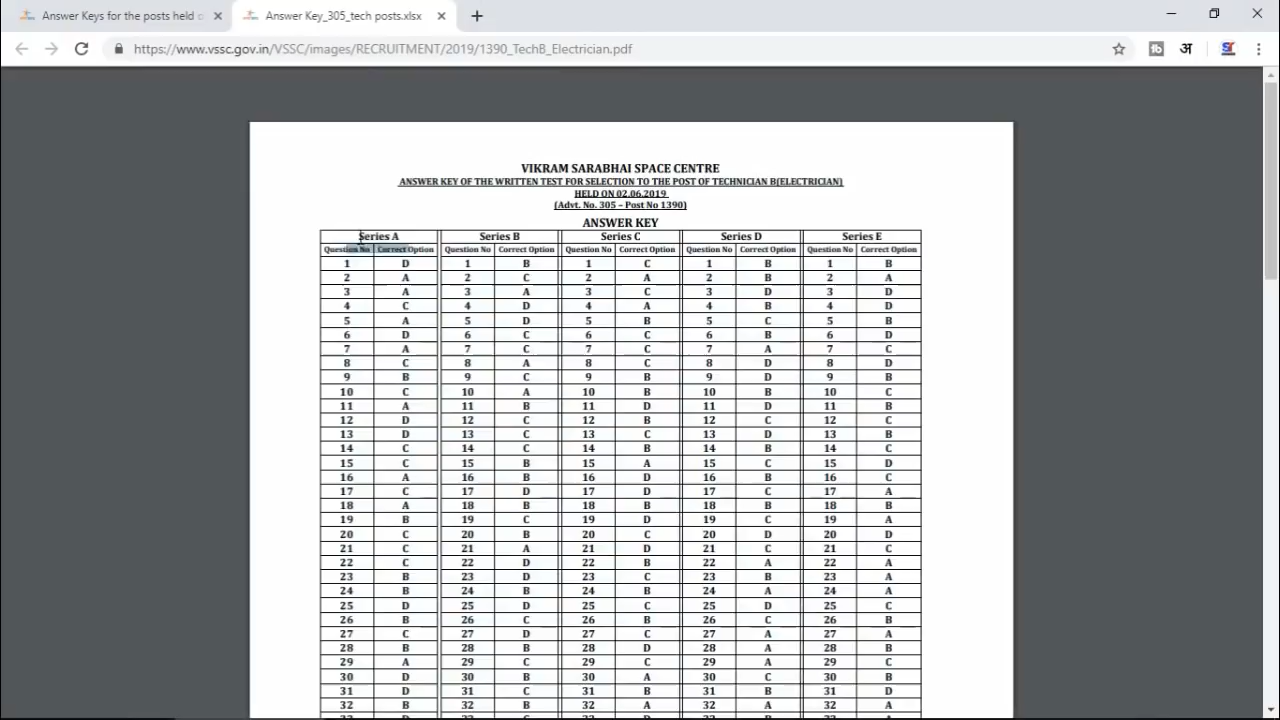 Answer Keys for the posts held
Answer Key_305_tech posts.xlsx
https://www.vssc.gov.in/VSSC/images/RECRUITMENT/2019/1390_TechB_Electrician.pdf
अ
VIKRAM SARABHAI SPACE CENTRE
ANSWER KEY OF THE WRITTEN TEST FOR SELECTION TO THE POST OF TECHNICIAN B(ELECTRICIAN)
HELD ON 02.06.2019
(Advt. No. 305 – Post No 1390)
ANSWER KEY
Series A Series B Series C Series D Series E
Question No Correct Option Question No Correct Option Question No Correct Option Question No Correct Option Question No Correct Option
1 D 1 B 1 C 1 B 1 B
2 A 2 C 2 A 2 B 2 A
3 A 3 A 3 C 3 D 3 D
4 C 4 D 4 A 4 B 4 D
5 A 5 D 5 B 5 C 5 B
6 D 6 C 6 C 6 B 6 D
7 A 7 C 7 C 7 A 7 C
8 C 8 A 8 C 8 D 8 D
9 B 9 C 9 B 9 D 9 B
10 C 10 A 10 B 10 B 10 C
11 A 11 B 11 D 11 D 11 B
12 D 12 C 12 B 12 C 12 C
13 D 13 C 13 C 13 D 13 B
14 C 14 C 14 B 14 B 14 C
15 C 15 B 15 A 15 C 15 D
16 A 16 B 16 D 16 B 16 C
17 C 17 D 17 D 17 C 17 A
18 A 18 B 18 B 18 B 18 B
19 B 19 C 19 D 19 C 19 A
20 C 20 B 20 C 20 D 20 D
21 C 21 A 21 D 21 C 21 C
22 C 22 D 22 B 22 A 22 A
23 B 23 D 23 C 23 B 23 A
24 B 24 B 24 B 24 A 24 A
25 D 25 D 25 C 25 D 25 C
26 B 26 C 26 B 26 C 26 B
27 C 27 D 27 C 27 A 27 A
28 B 28 B 28 D 28 A 28 B
29 A 29 C 29 C 29 A 29 C
30 D 30 B 30 A 30 C 30 B
31 D 31 C 31 B 31 B 31 D
32 B 32 B 32 A 32 A 32 A